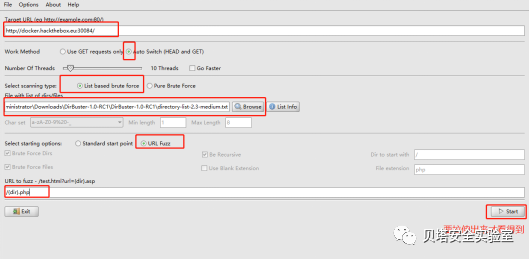 File Options About Help
Target URL (eg http://example.com:80/)
http://docker.hackthebox.eu:30084/
Work Method Use GET requests only Auto Switch (HEAD and GET)
Number Of Threads 10 Threads Go Faster
Select scanning type: List based brute force Pure Brute Force
File with list of dirs/files
ninistrator\Downloads\DirBuster-1.0-RC1\DirBuster-1.0-RC1\directory-list-2.3-medium.txt Browse List Info
Char set a-zA-Z0-9%20-_ Min length 1 Max Length 8
Select starting options: Standard start point URL Fuzz
Brute Force Dirs Be Recursive Dir to start with /
Brute Force Files Use Blank Extension File extension php
URL to fuzz - /test.html?url={dir}.asp
/{dir}.php
Exit Start
贝塔安全实验室